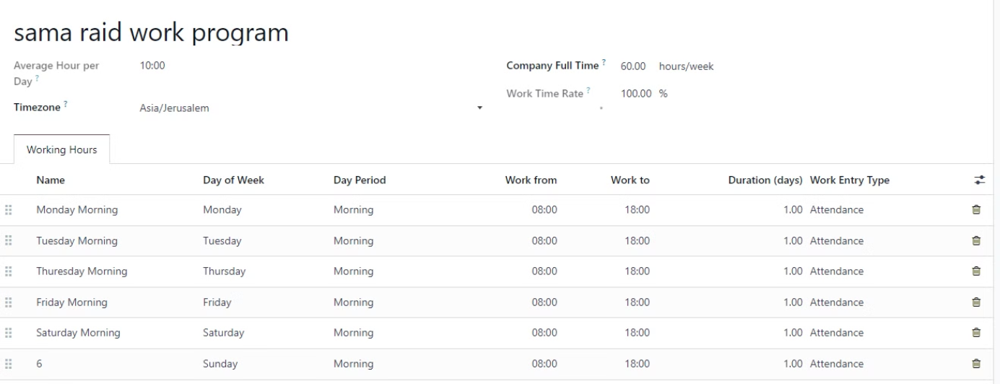 sama raid work program
Average Hour per Day ? 10:00
Company Full Time ? 60.00 hours/week
Timezone ? Asia/Jerusalem
Work Time Rate ? 100.00 %
Working Hours
Name Day of Week Day Period Work from Work to Duration (days) Work Entry Type
Monday Morning Monday Morning 08:00 18:00 1.00 Attendance
Tuesday Morning Tuesday Morning 08:00 18:00 1.00 Attendance
Thuresday Morning Thursday Morning 08:00 18:00 1.00 Attendance
Friday Morning Friday Morning 08:00 18:00 1.00 Attendance
Saturday Morning Saturday Morning 08:00 18:00 1.00 Attendance
6 Sunday Morning 08:00 18:00 1.00 Attendance